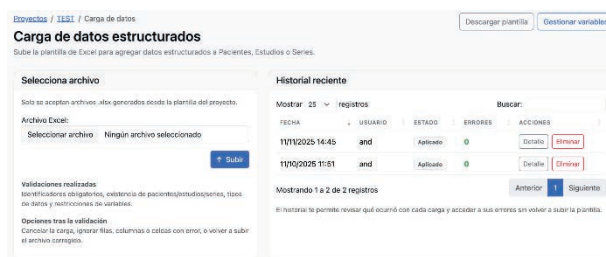 Proyectos / TEST / Carga de datos
Descargar plantilla
Gestionar variables
Carga de datos estructurados
Sube la plantilla de Excel para agregar datos estructurados a Pacientes, Estudios o Series.
Selecciona archivo
Solo se aceptan archivos .xlsx generados desde la plantilla del proyecto.
Archivo Excel:
Seleccionar archivo Ningún archivo seleccionado
↑ Subir
Validaciones realizadas
Identificadores obligatorios, existencia de pacientes/estudios/series, tipos
de datos y restricciones de variables.
Opciones tras la validación
Cancelar la carga, ignorar filas, columnas o celdas con error, o volver a subir
el archivo corregido.
Historial reciente
Mostrar 25 registros
Buscar:
FECHA USUARIO ESTADO ERRORES ACCIONES
11/11/2025 14:45 and Aplicado 0 Detalle Eliminar
11/10/2025 11:51 and Aplicado 0 Detalle Eliminar
Mostrando 1 a 2 de 2 registros
Anterior 1 Siguiente
El historial te permite revisar qué ocurrió con cada carga y acceder a sus errores sin volver a subir la plantilla.